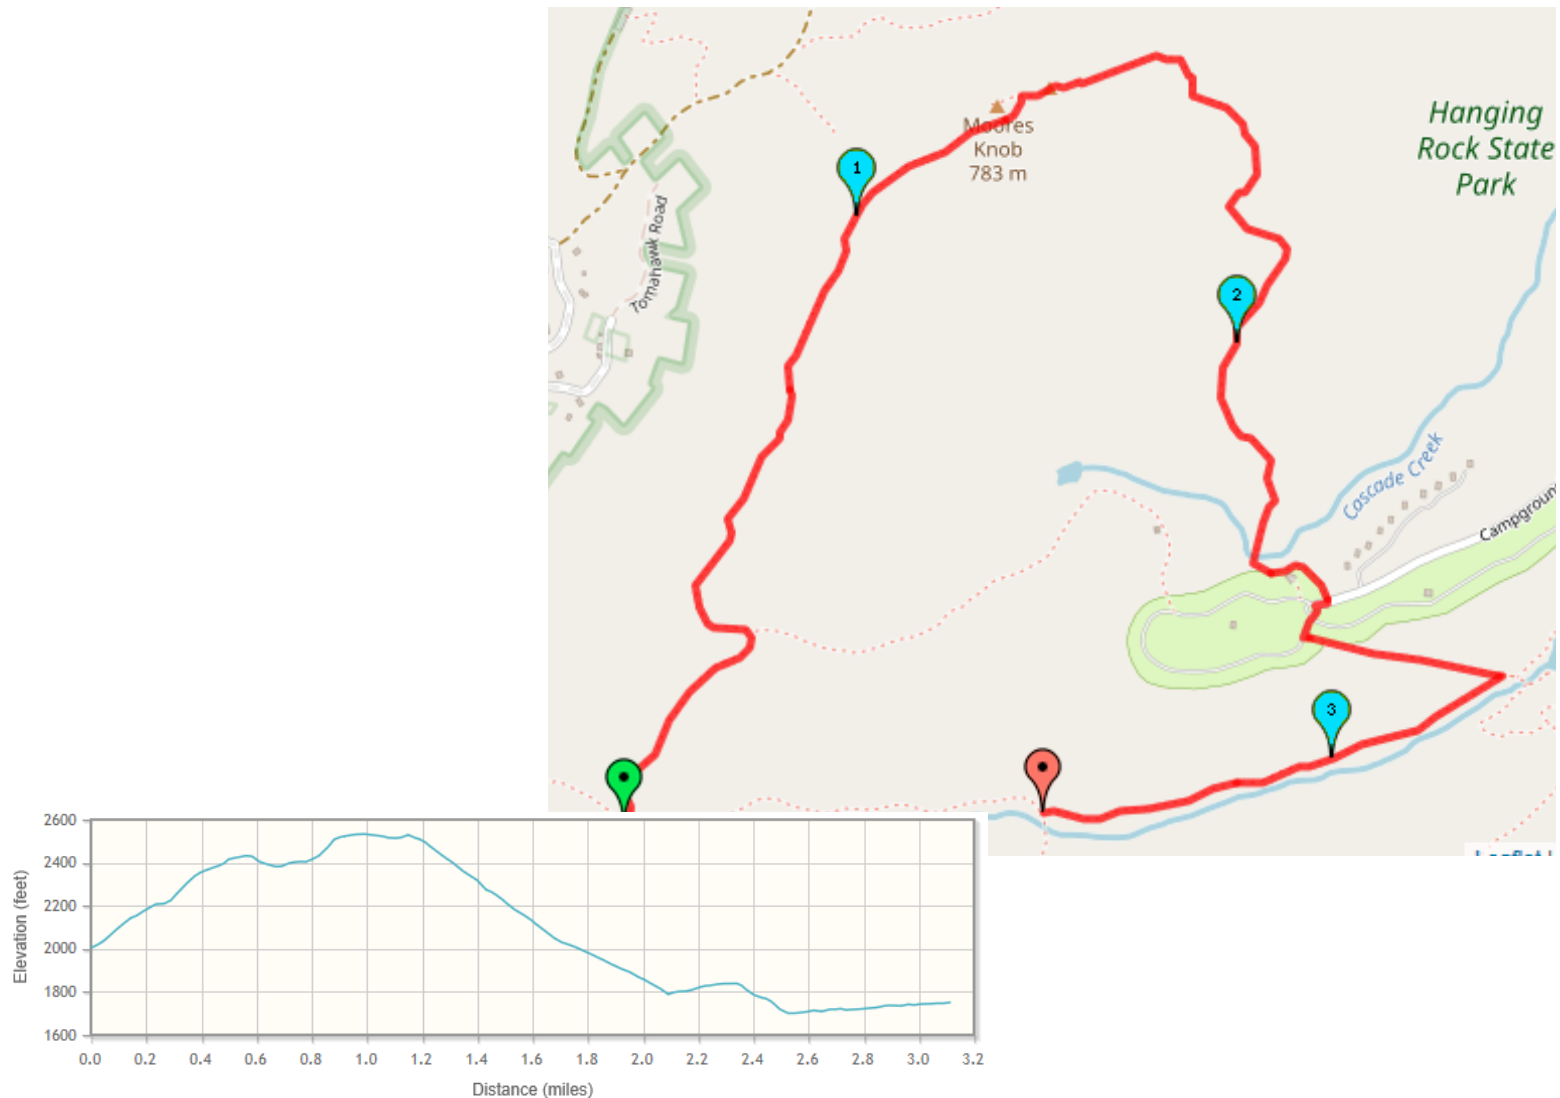 Hanging
Rock State
Park
Moores
Knob
783 m
1
Tomahawk Road
2
Cascade Creek
Campground
3
2600
2400
2200
2000
1800
1600
Elevation (feet)
0.0 0.2 0.4 0.6 0.8 1.0 1.2 1.4 1.6 1.8 2.0 2.2 2.4 2.6 2.8 3.0 3.2
Distance (miles)